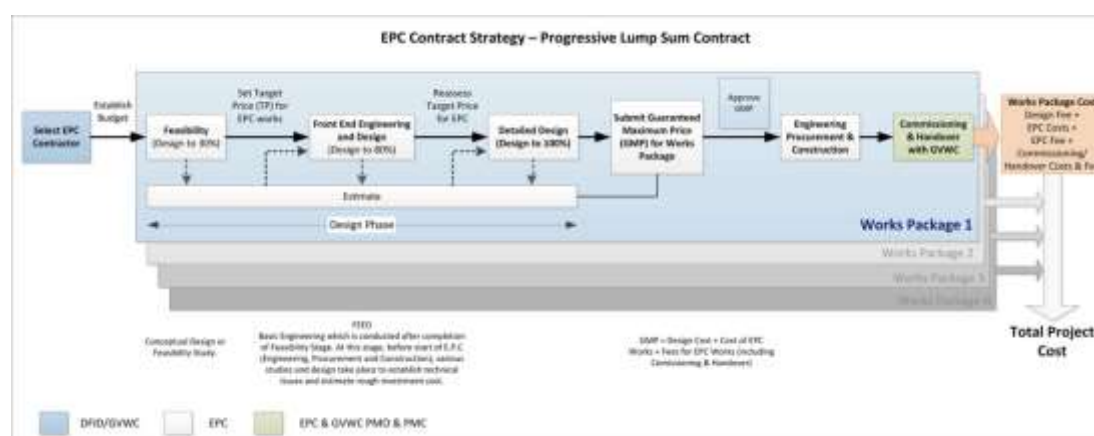 EPC Contract Strategy – Progressive Lump Sum Contract
Select EPC
Contractor
Establish
Budget
Feasibility
(Design to 30%)
Set Target
Price (TP) for
EPC works
Front End Engineering
and Design
(Design to 80%)
Reassess
Target Price
for EPC
Detailed Design
(Design to 100%)
Submit Guaranteed
Maximum Price
(GMP) for Works
Package
Approve
GMP
Engineering
Procurement &
Construction
Commissioning
& Handover
with GVWC
Works Package Cost
Design Fee +
EPC Costs +
EPC Fee +
Commissioning/
Handover Costs & Fee
Estimate
Design Phase
Works Package 1
Works Package 2
Works Package 3
Works Package
Total Project
Cost
Conceptual Design or
Feasibility Study.
FEED
Basic Engineering which is conducted after completion
of Feasibility Stage. At this stage, before start of E.P.C
(Engineering, Procurement and Construction), various
studies and design take place to establish technical
issues and estimate rough investment cost.
GMP = Design Cost + Cost of EPC
Works + Fees for EPC Works (including
Comissioning & Handover)
DFID/GVWC
EPC
EPC & GVWC PMO & PMC